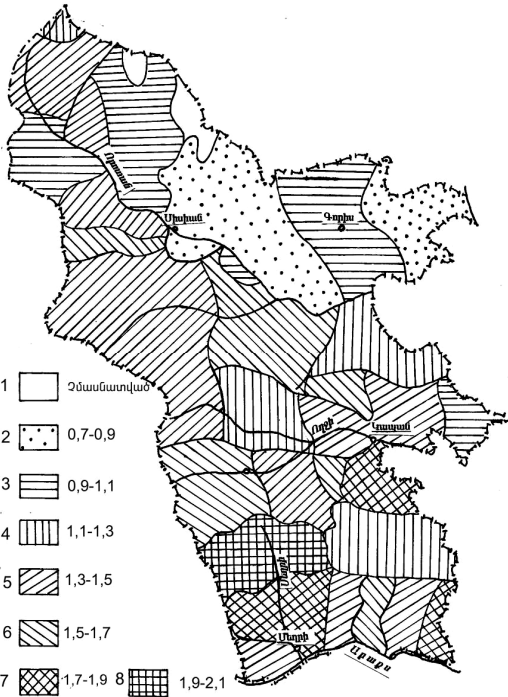 Որոտան
Սիսիան
Գորիս
Ողջի
Կապան
Մեղրի
Մեղրի
Արաքս
1 Չմասնատված
2 0,7-0,9
3 0,9-1,1
4 1,1-1,3
5 1,3-1,5
6 1,5-1,7
7 1,7-1,9 8 1,9-2,1